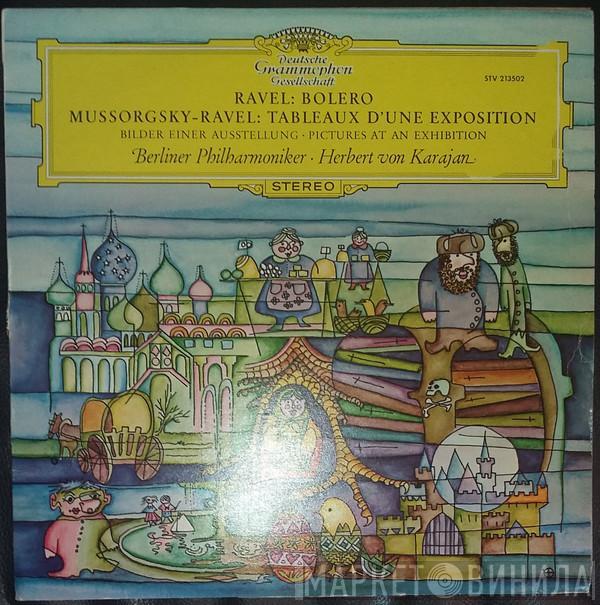 Deutsche
Grammophon
Gesellschaft
STV 213502
RAVEL: BOLERO
MUSSORGSKY-RAVEL: TABLEAUX D'UNE EXPOSITION
BILDER EINER AUSSTELLUNG · PICTURES AT AN EXHIBITION
Berliner Philharmoniker · Herbert von Karajan
STEREO
МАРКЕТ ВИНИЛА